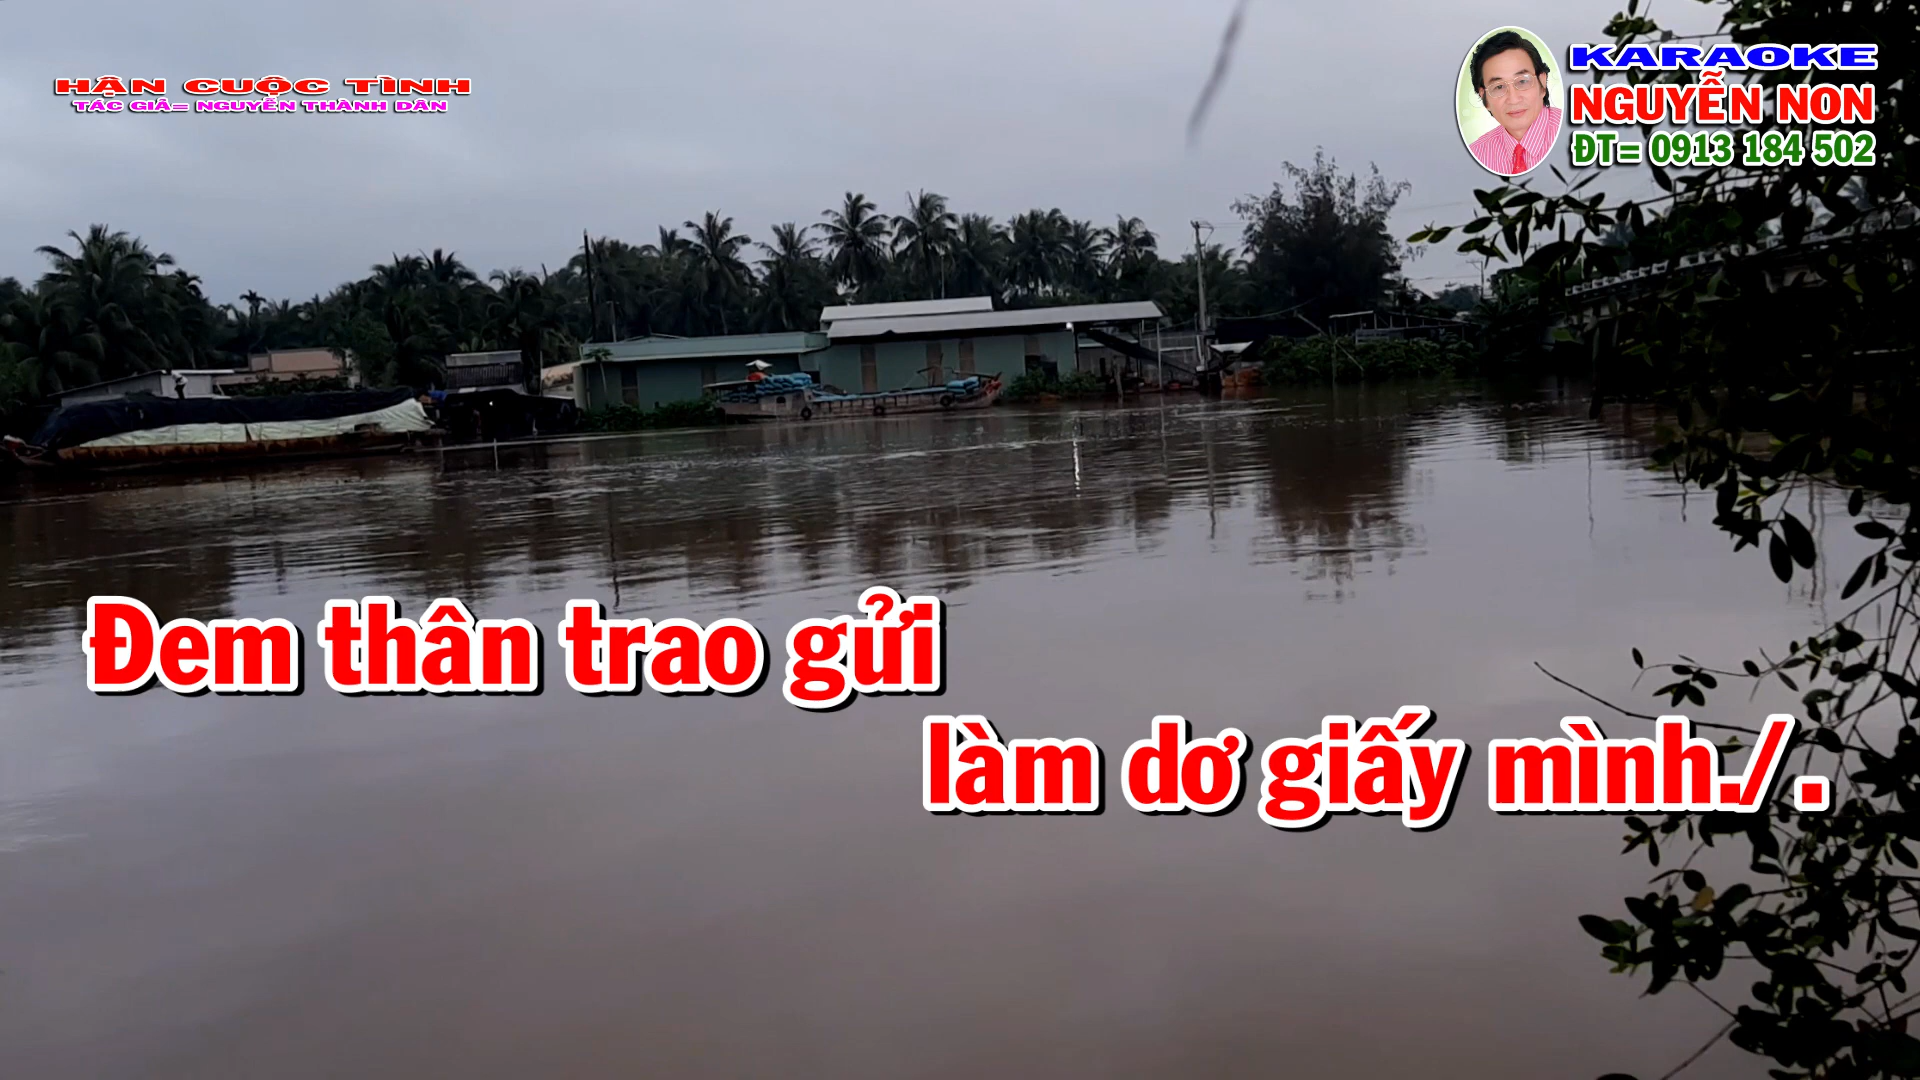 HẬN CUỘC TÌNH
TÁC GIẢ= NGUYỄN THÀNH DÂN
KARAOKE
NGUYỄN NON
ĐT= 0913 184 502
Đem thân trao gửi
làm dơ giấy mình./.